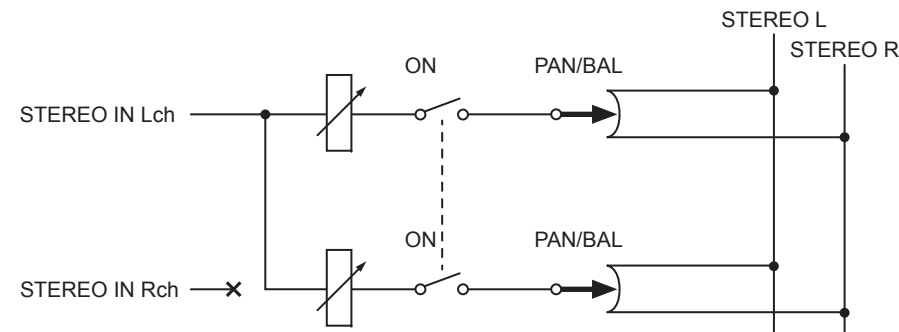 STEREO L
STEREO R
ON
PAN/BAL
STEREO IN Lch
ON
PAN/BAL
STEREO IN Rch